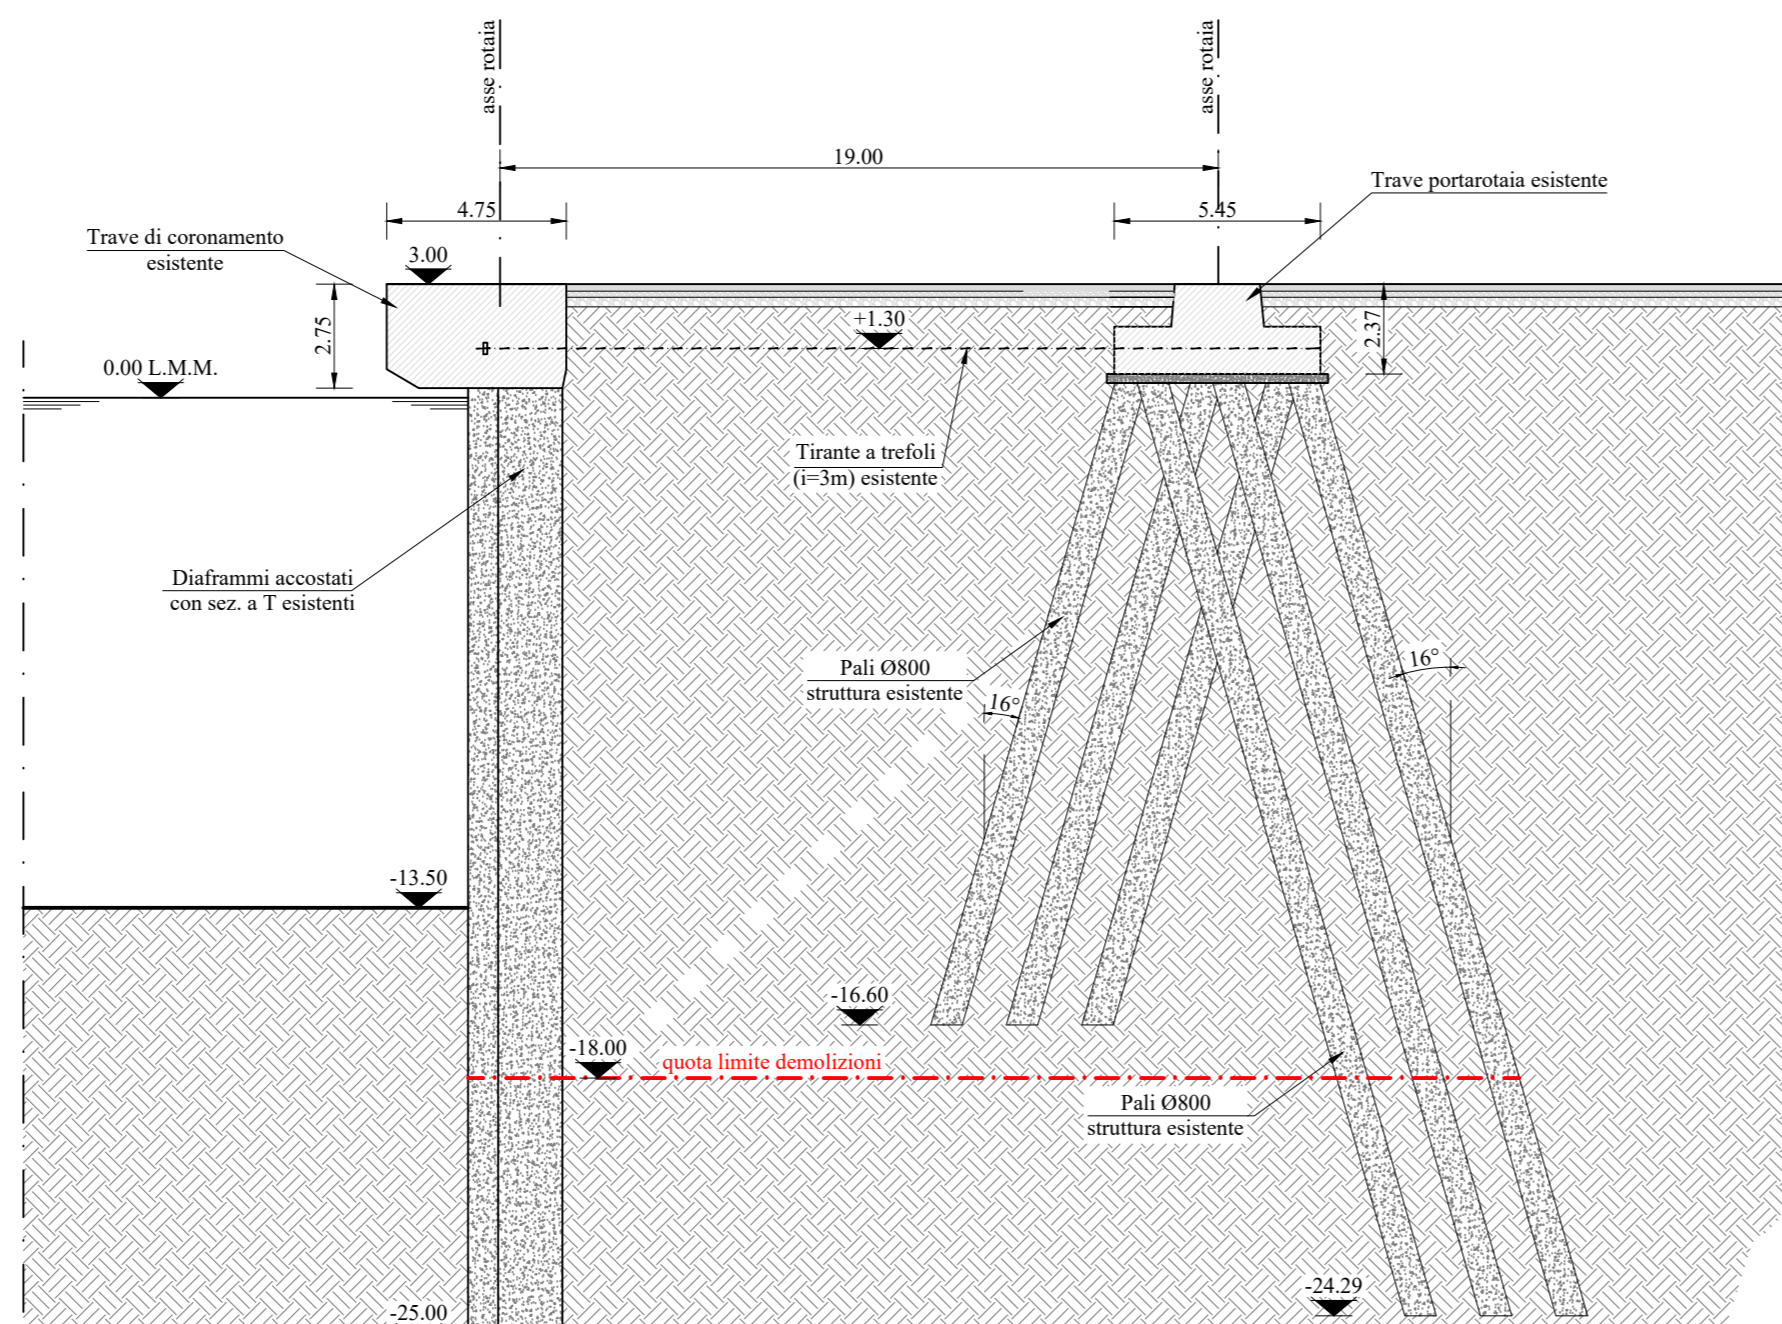 asse rotaia
asse rotaia
19.00
4.75
5.45
Trave portarotaia esistente
Trave di coronamento
esistente
3.00
2.75
+1.30
2.37
0.00 L.M.M.
Tirante a trefoli
(i=3m) esistente
Diaframmi accostati
con sez. a T esistenti
Pali Ø800
struttura esistente
16°
16°
-13.50
-16.60
-18.00
quota limite demolizioni
Pali Ø800
struttura esistente
-24.29
-25.00